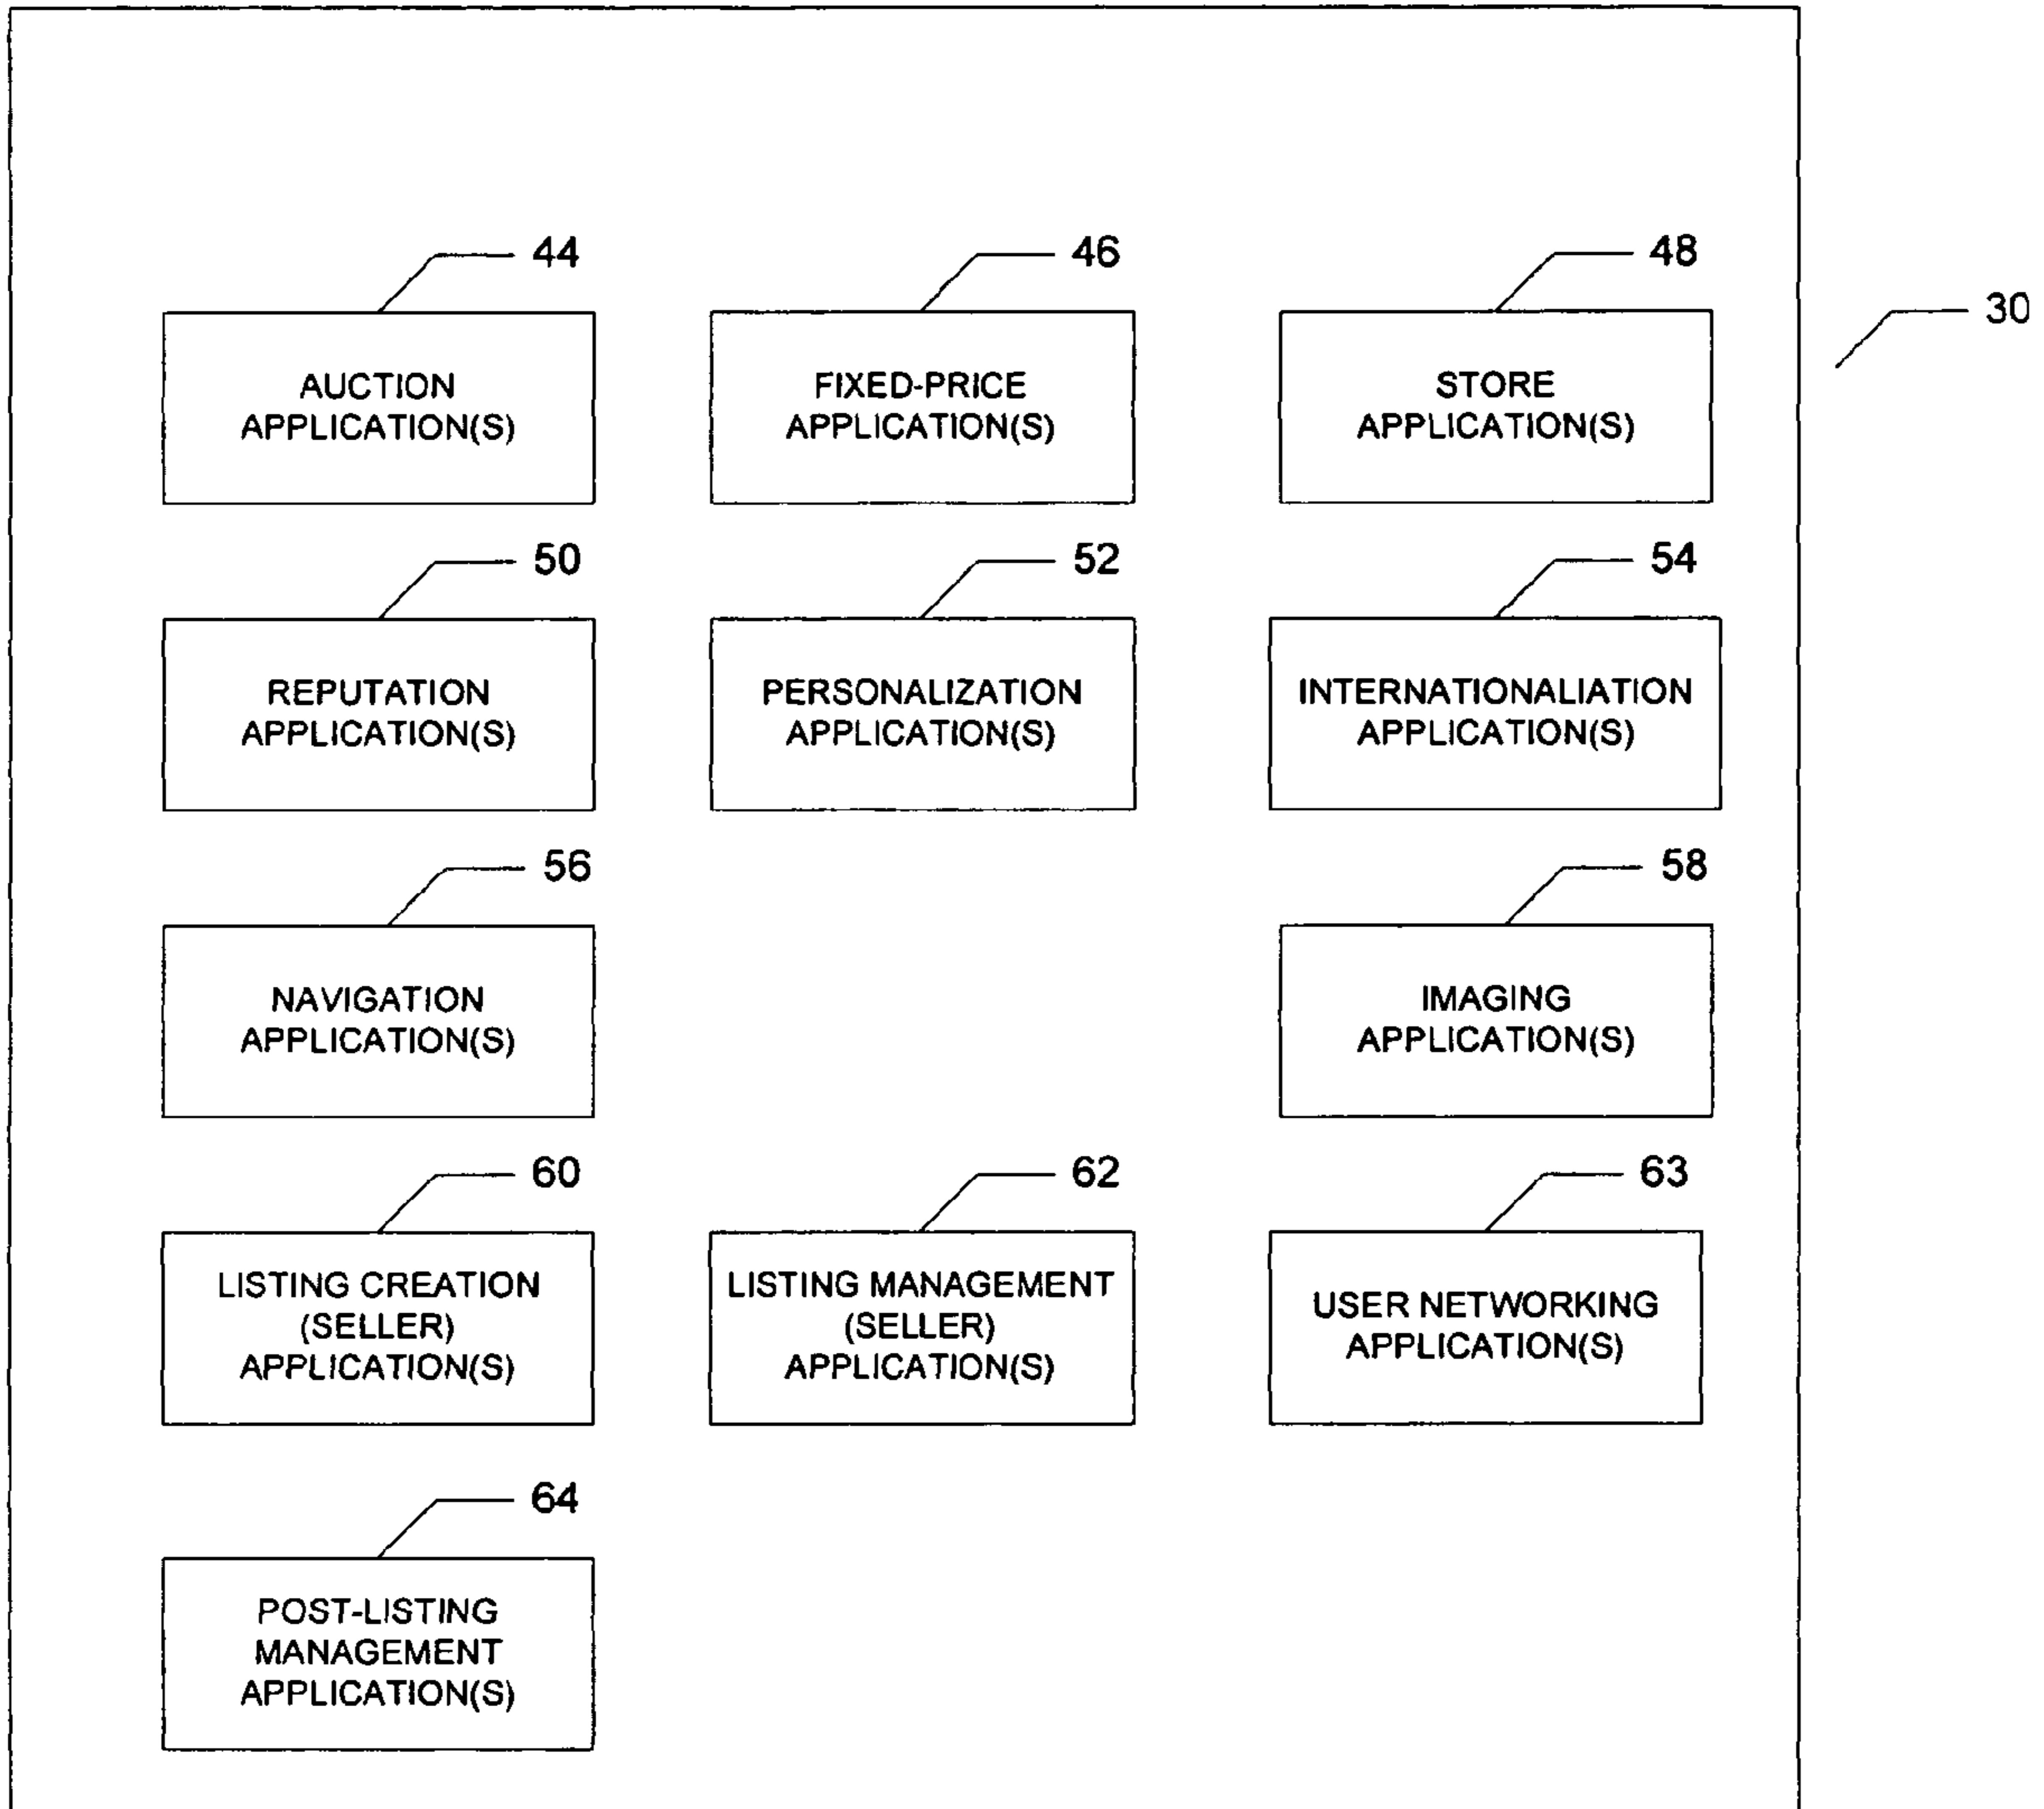 44
46
48
30
AUCTION
APPLICATION(S)
FIXED-PRICE
APPLICATION(S)
STORE
APPLICATION(S)
50
52
54
REPUTATION
APPLICATION(S)
PERSONALIZATION
APPLICATION(S)
INTERNATIONALIATION
APPLICATION(S)
56
58
NAVIGATION
APPLICATION(S)
IMAGING
APPLICATION(S)
60
62
63
LISTING CREATION
(SELLER)
APPLICATION(S)
LISTING MANAGEMENT
(SELLER)
APPLICATION(S)
USER NETWORKING
APPLICATION(S)
64
POST-LISTING
MANAGEMENT
APPLICATION(S)